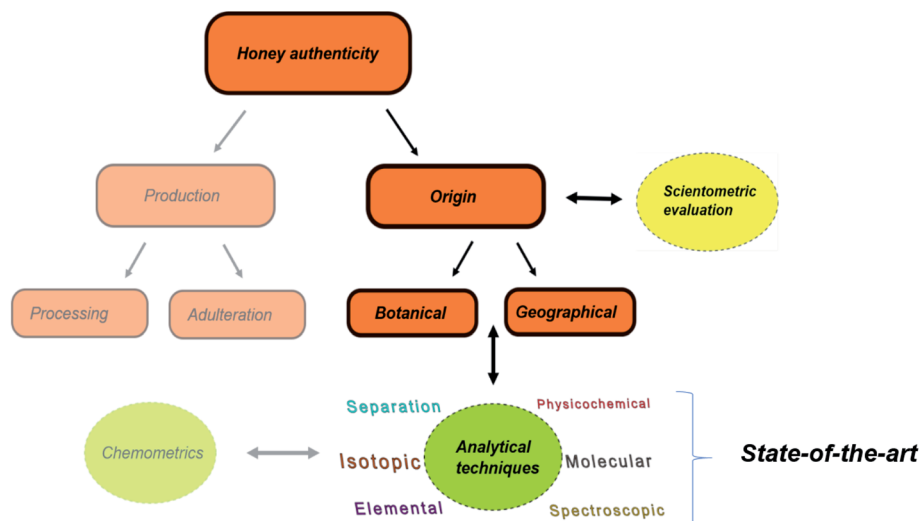 Honey authenticity
Production
Origin
Scientometric
evaluation
Processing
Adulteration
Botanical
Geographical
Separation
Physicochemical
Chemometrics
Isotopic
Analytical
techniques
Molecular
State-of-the-art
Elemental
Spectroscopic